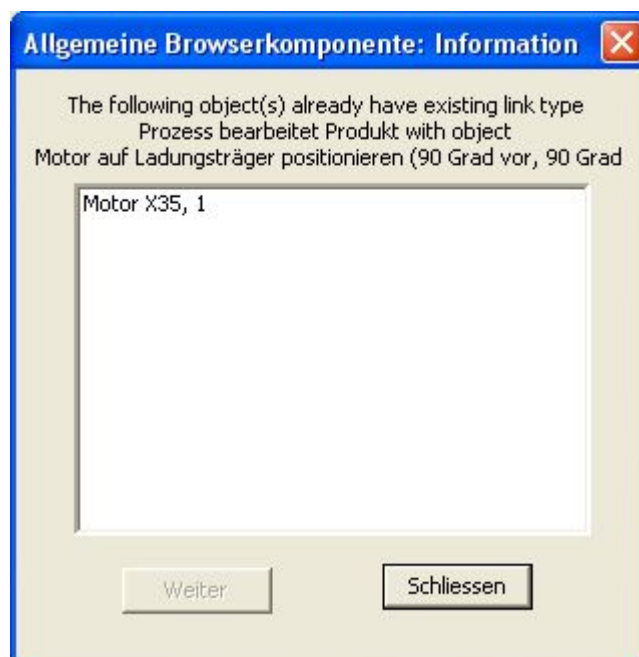 Allgemeine Browserkomponente: Information
The following object(s) already have existing link type
Prozess bearbeitet Produkt with object
Motor auf Ladungsträger positionieren (90 Grad vor, 90 Grad
Motor X35, 1
Weiter
Schliessen